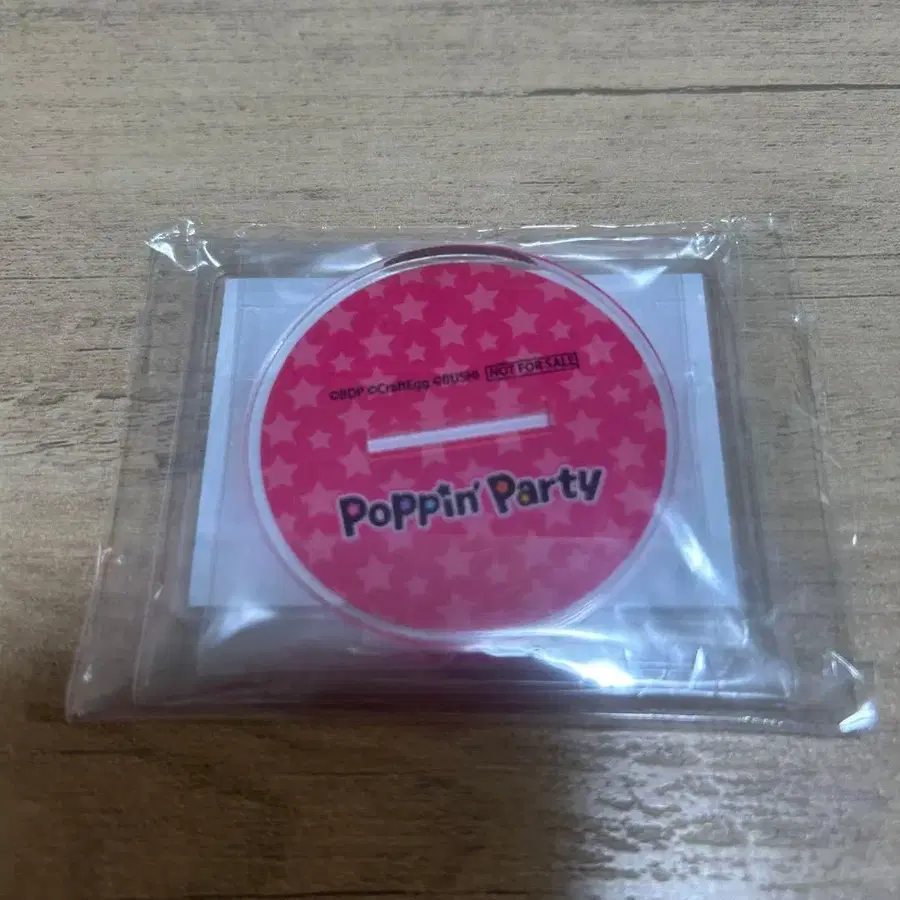 ©BDP ©CraftEgg ©BUSHI NOT FOR SALE
Poppin' Party